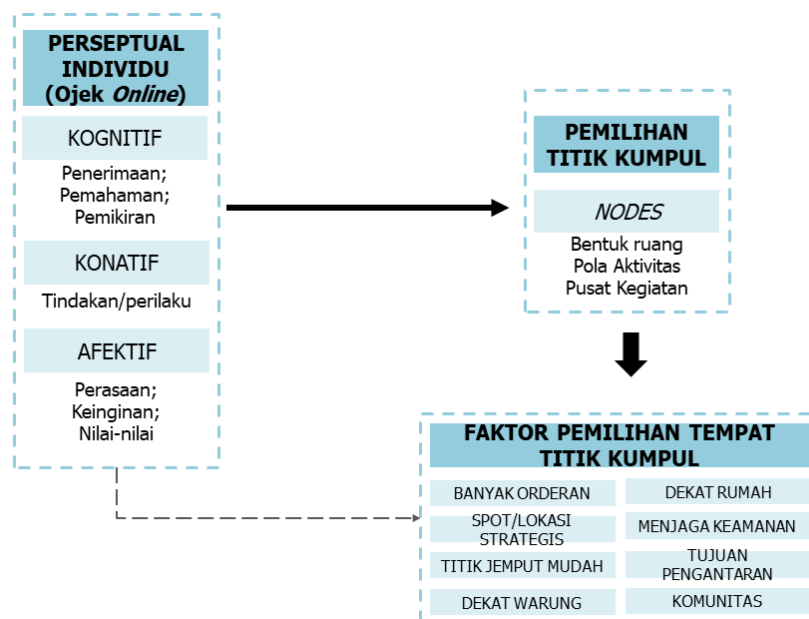 PERSEPTUAL
INDIVIDU
(Ojek Online)
KOGNITIF
Penerimaan;
Pemahaman;
Pemikiran
KONATIF
Tindakan/perilaku
AFEKTIF
Perasaan;
Keinginan;
Nilai-nilai
PEMILIHAN
TITIK KUMPUL
NODES
Bentuk ruang
Pola Aktivitas
Pusat Kegiatan
FAKTOR PEMILIHAN TEMPAT
TITIK KUMPUL
BANYAK ORDERAN
SPOT/LOKASI
STRATEGIS
TITIK JEMPUT MUDAH
DEKAT WARUNG
DEKAT RUMAH
MENJAGA KEAMANAN
TUJUAN
PENGANTARAN
KOMUNITAS